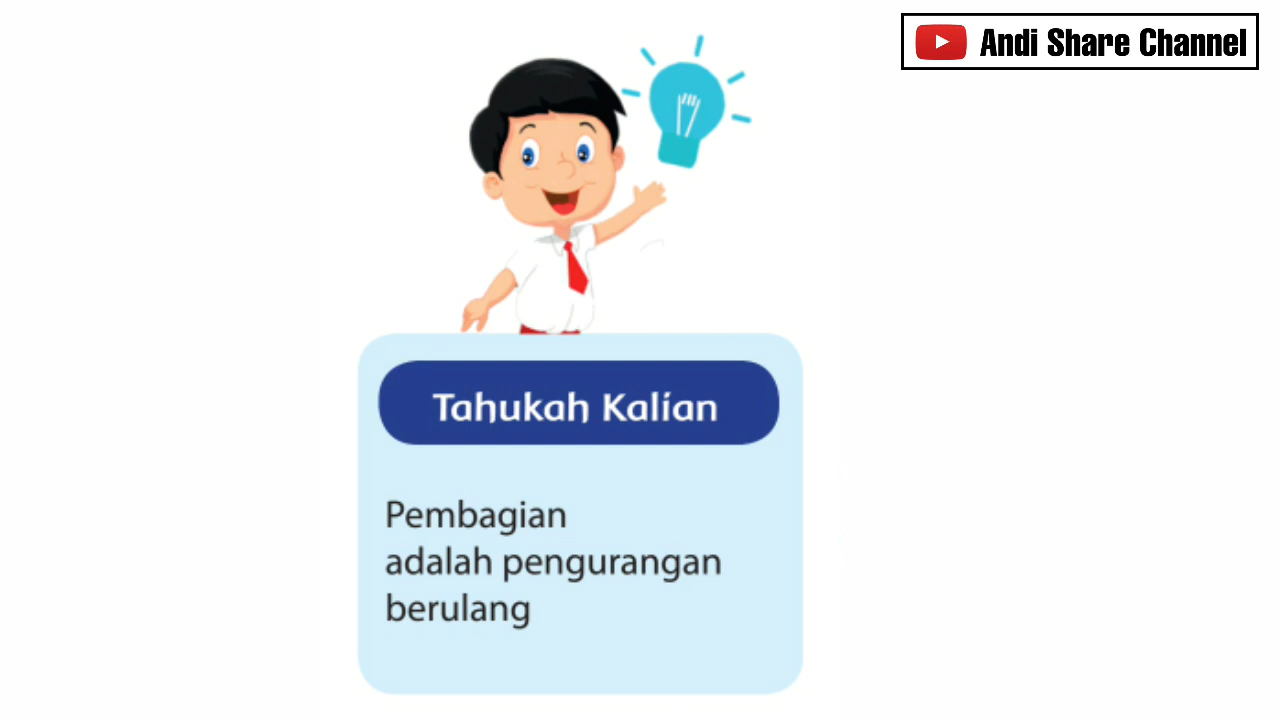 Andi Share Channel
Tahukah Kalian
Pembagian
adalah pengurangan
berulang